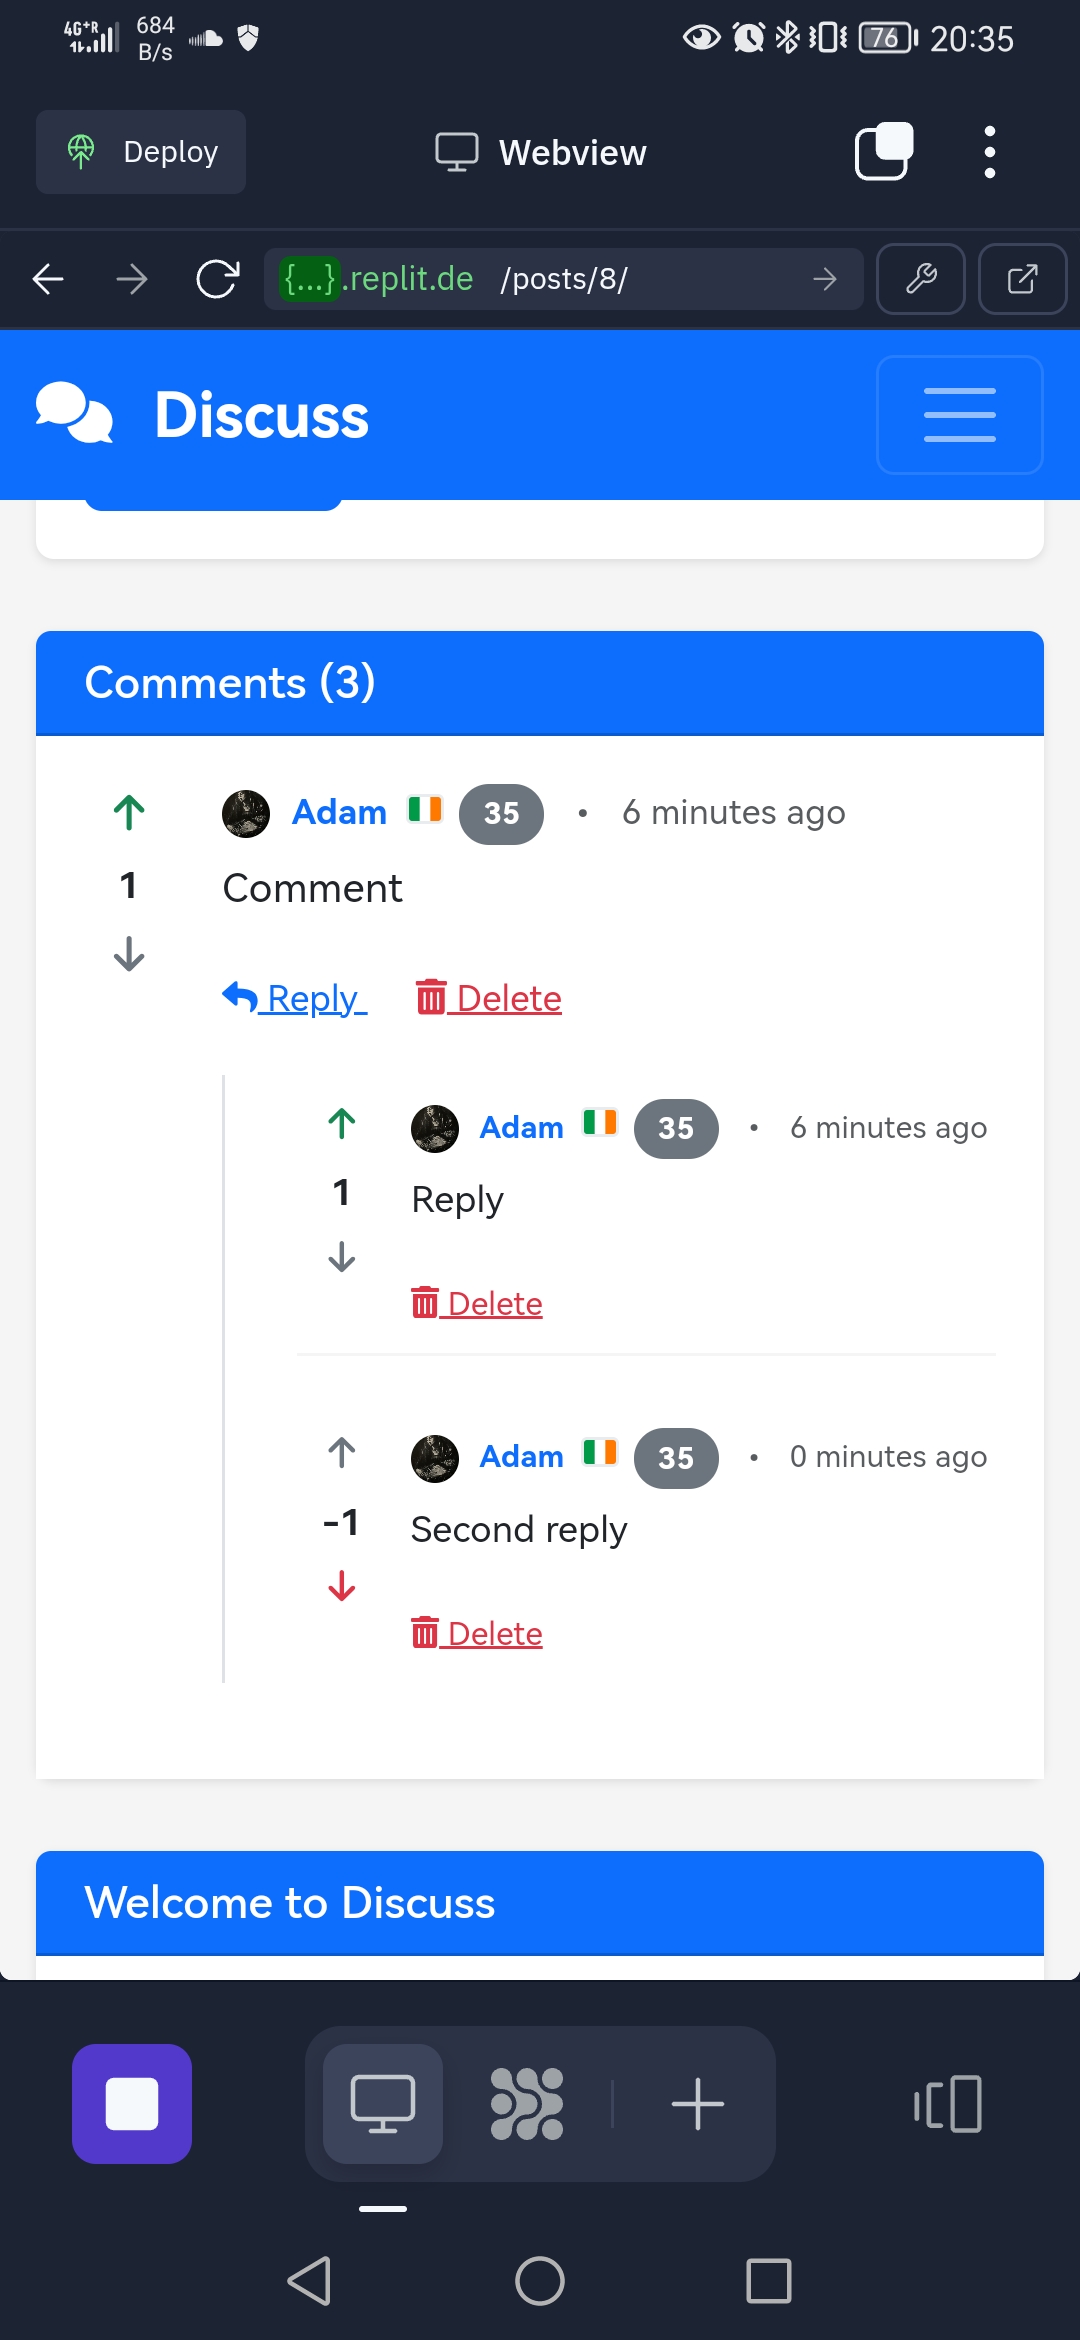 4G+R 684 B/s 76 20:35
Deploy Webview
{...}.replit.de /posts/8/
Discuss
Comments (3)
Adam 35 • 6 minutes ago
1
Comment
Reply Delete
Adam 35 • 6 minutes ago
1
Reply
Delete
Adam 35 • 0 minutes ago
-1
Second reply
Delete
Welcome to Discuss